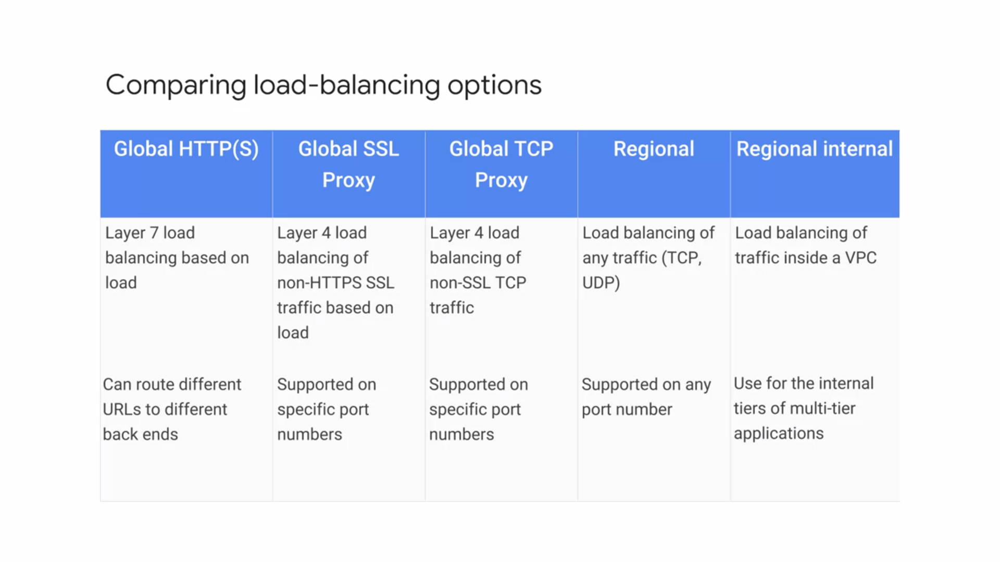 Comparing load-balancing options
Global HTTP(S)
Global SSL
Proxy
Global TCP
Proxy
Regional
Regional internal
Layer 7 load
balancing based on
load
Layer 4 load
balancing of
non-HTTPS SSL
traffic based on
load
Layer 4 load
balancing of
non-SSL TCP
traffic
Load balancing of
any traffic (TCP,
UDP)
Load balancing of
traffic inside a VPC
Can route different
URLs to different
back ends
Supported on
specific port
numbers
Supported on
specific port
numbers
Supported on any
port number
Use for the internal
tiers of multi-tier
applications